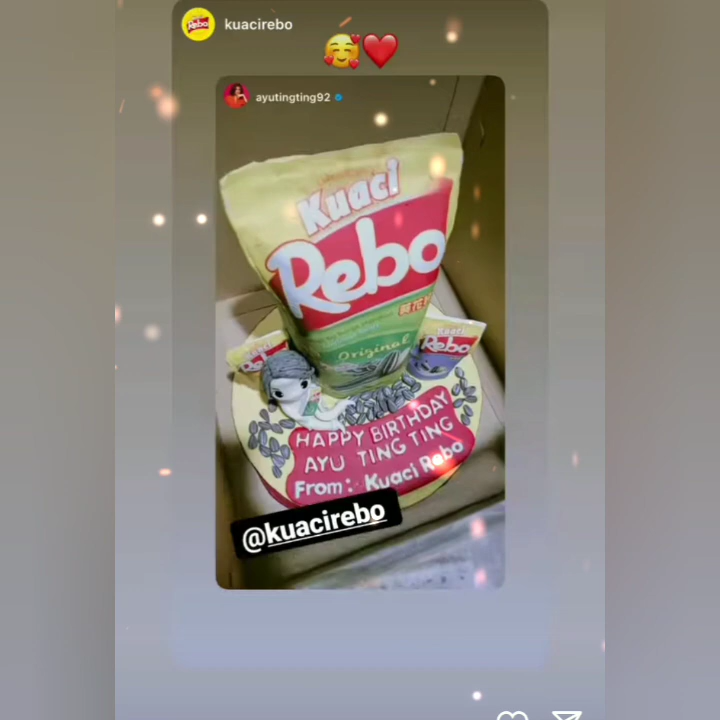 Rebo
kuacirebo
ayutingting92
Kuaci
Rebo
Original
Kuaci
Rebo
HAPPY BIRTHDAY
AYU TING TING
From: Kuaci Rebo
@kuacirebo